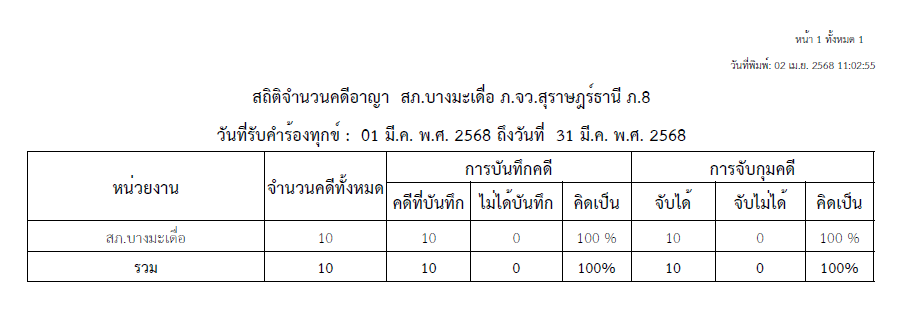 หน้า 1 ทั้งหมด 1
วันที่พิมพ์: 02 เม.ย. 2568 11:02:55
สถิติจำนวนคดีอาญา สภ.บางมะเดื่อ ภ.จว.สุราษฎร์ธานี ภ.8
วันที่รับคำร้องทุกข์ : 01 มี.ค. พ.ศ. 2568 ถึงวันที่ 31 มี.ค. พ.ศ. 2568
หน่วยงาน จำนวนคดีทั้งหมด การบันทึกคดี การจับกุมคดี
คดีที่บันทึก ไม่ได้บันทึก คิดเป็น จับได้ จับไม่ได้ คิดเป็น
สภ.บางมะเดื่อ 10 10 0 100 % 10 0 100 %
รวม 10 10 0 100% 10 0 100%